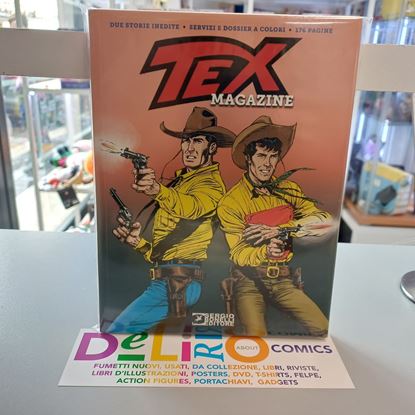 DUE STORIE INEDITE • SERVIZI E DOSSIER A COLORI • 176 PAGINE
TEX
MAGAZINE
SERGIO
BONELLI
EDITORE
DeLiRiO ABOUT COMICS
FUMETTI NUOVI, USATI, DA COLLEZIONE, LIBRI, RIVISTE,
LIBRI D'ILLUSTRAZIONI, POSTERS, DVD, T-SHIRTS, FELPE,
ACTION FIGURES, PORTACHIAVI, GADGETS